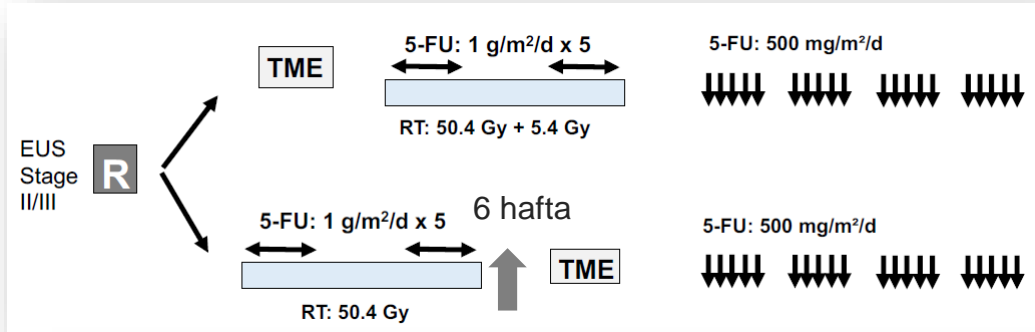 5-FU: 1 g/m²/d x 5
5-FU: 500 mg/m²/d
TME
RT: 50.4 Gy + 5.4 Gy
EUS
Stage
II/III
R
5-FU: 1 g/m²/d x 5
6 hafta
5-FU: 500 mg/m²/d
TME
RT: 50.4 Gy